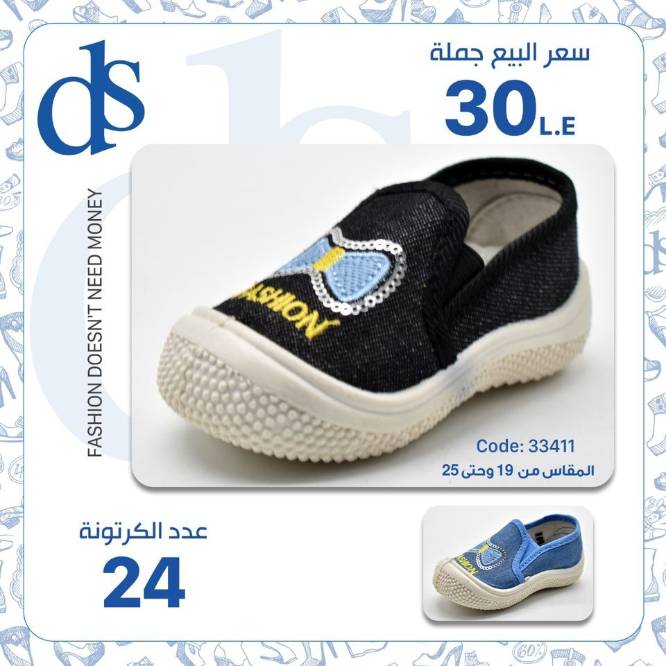 ds
سعر البيع جملة
30 L.E
FASHION DOESN'T NEED MONEY
FASHION
Code: 33411
المقاس من 19 وحتى 25
عدد الكرتونة
24